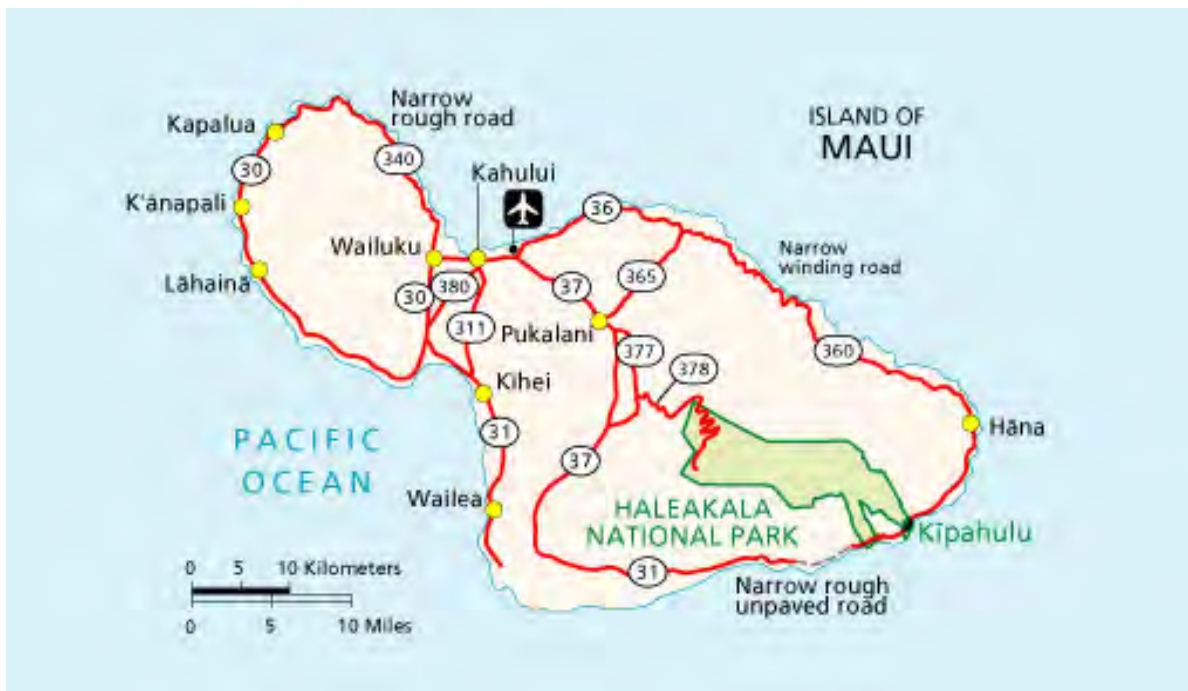 Narrow
rough road
ISLAND OF
MAUI
Kapalua
340
Kahului
30
K'ánapali
36
Wailuku
Narrow
winding road
Lāhainā
380
30
37
365
311
Pukalani
377
360
378
Kīhei
Hāna
PACIFIC
OCEAN
31
37
Wailea
HALEAKALA
NATIONAL PARK
Kīpahulu
0 5 10 Kilometers
31
Narrow rough
unpaved road
0 5 10 Miles